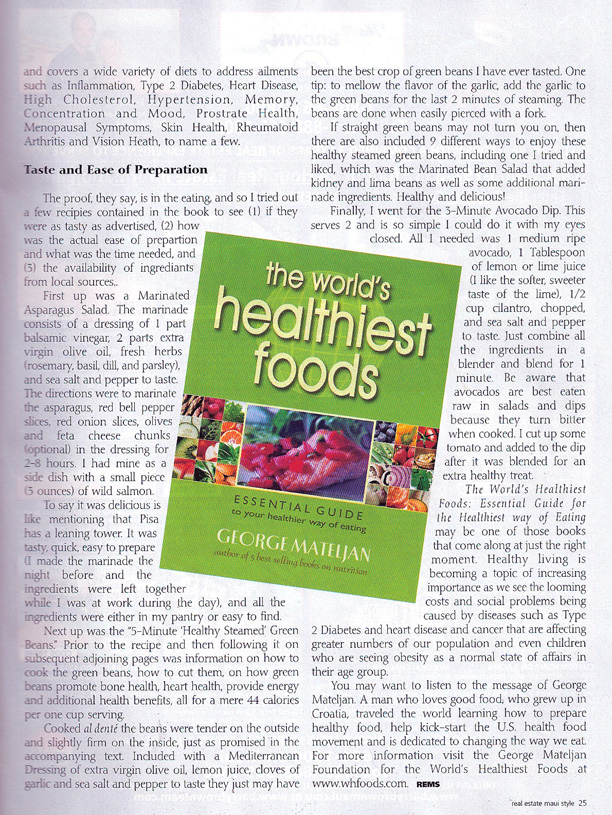 and covers a wide variety of diets to address ailments
such as Inflammation, Type 2 Diabetes, Heart Disease,
High Cholesterol, Hypertension, Memory,
Concentration and Mood, Prostrate Health,
Menopausal Symptoms, Skin Health, Rheumatoid
Arthritis and Vision Heath, to name a few.
Taste and Ease of Preparation
The proof, they say, is in the eating, and so I tried out
a few recipies contained in the book to see (1) if they
were as tasty as advertised, (2) how
was the actual ease of prepartion
and what was the time needed, and
(3) the availability of ingrediants
from local sources..
First up was a Marinated
Asparagus Salad. The marinade
consists of a dressing of 1 part
balsamic vinegar, 2 parts extra
virgin olive oil, fresh herbs
(rosemary, basil, dill, and parsley),
and sea salt and pepper to taste.
The directions were to marinate
the asparagus, red bell pepper
slices, red onion slices, olives
and feta cheese chunks
(optional) in the dressing for
2-8 hours. I had mine as a
side dish with a small piece
(3 ounces) of wild salmon.
To say it was delicious is
like mentioning that Pisa
has a leaning tower. It was
tasty, quick, easy to prepare
(I made the marinade the
night before and the
ingredients were left together
while I was at work during the day), and all the
ingredients were either in my pantry or easy to find.
Next up was the "5-Minute 'Healthy Steamed' Green
Beans." Prior to the recipe and then following it on
subsequent adjoining pages was information on how to
cook the green beans, how to cut them, on how green
beans promote bone health, heart health, provide energy
and additional health benefits, all for a mere 44 calories
per one cup serving.
Cooked al denté the beans were tender on the outside
and slightly firm on the inside, just as promised in the
accompanying text. Included with a Mediterranean
Dressing of extra virgin olive oil, lemon juice, cloves of
garlic and sea salt and pepper to taste they just may have
been the best crop of green beans I have ever tasted. One
tip: to mellow the flavor of the garlic, add the garlic to
the green beans for the last 2 minutes of steaming. The
beans are done when easily pierced with a fork.
If straight green beans may not turn you on, then
there are also included 9 different ways to enjoy these
healthy steamed green beans, including one I tried and
liked, which was the Marinated Bean Salad that added
kidney and lima beans as well as some additional mari-
nade ingredients. Healthy and delicious!
Finally, I went for the 3-Minute Avocado Dip. This
serves 2 and is so simple I could do it with my eyes
closed. All I needed was 1 medium ripe
avocado, 1 Tablespoon
of lemon or lime juice
(I like the softer, sweeter
taste of the lime), 1/2
cup cilantro, chopped,
and sea salt and pepper
to taste. Just combine all
the ingredients in a
blender and blend for 1
minute. Be aware that
avocados are best eaten
raw in salads and dips
because they turn bitter
when cooked. I cut up some
tomato and added to the dip
after it was blended for an
extra healthy treat.
The World's Healthiest
Foods: Essential Guide for
the Healthiest way of Eating
may be one of those books
that come along at just the right
moment. Healthy living is
becoming a topic of increasing
importance as we see the looming
costs and social problems being
caused by diseases such as Type
2 Diabetes and heart disease and cancer that are affecting
greater numbers of our population and even children
who are seeing obesity as a normal state of affairs in
their age group.
You may want to listen to the message of George
Mateljan. A man who loves good food, who grew up in
Croatia, traveled the world learning how to prepare
healthy food, help kick-start the U.S. health food
movement and is dedicated to changing the way we eat.
For more information visit the George Mateljan
Foundation for the World's Healthiest Foods at
www.whfoods.com. REMS
the world's
healthiest
foods
ESSENTIAL GUIDE
to your healthier way of eating
GEORGE MATELJAN
author of 5 best-selling books on nutrition
real estate maui style 25